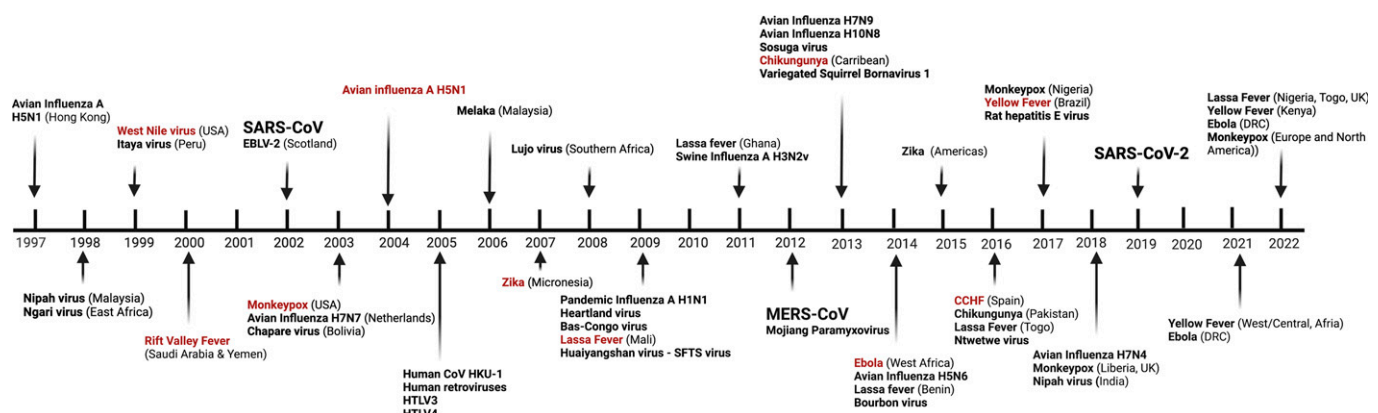 Avian Influenza A
H5N1 (Hong Kong)
West Nile virus (USA)
Itaya virus (Peru)
SARS-CoV
EBLV-2 (Scotland)
Avian influenza A H5N1
Melaka (Malaysia)
Lujo virus (Southern Africa)
Lassa fever (Ghana)
Swine Influenza A H3N2v
Avian Influenza H7N9
Avian Influenza H10N8
Sosuga virus
Chikungunya (Carribean)
Variegated Squirrel Bornavirus 1
Zika (Americas)
Monkeypox (Nigeria)
Yellow Fever (Brazil)
Rat hepatitis E virus
SARS-CoV-2
Lassa Fever (Nigeria, Togo, UK)
Yellow Fever (Kenya)
Ebola (DRC)
Monkeypox (Europe and North
America))
1997 1998 1999 2000 2001 2002 2003 2004 2005 2006 2007 2008 2009 2010 2011 2012 2013 2014 2015 2016 2017 2018 2019 2020 2021 2022
Nipah virus (Malaysia)
Ngari virus (East Africa)
Rift Valley Fever
(Saudi Arabia & Yemen)
Monkeypox (USA)
Avian Influenza H7N7 (Netherlands)
Chapare virus (Bolivia)
Human CoV HKU-1
Human retroviruses
HTLV3
HTLV4
Zika (Micronesia)
Pandemic Influenza A H1N1
Heartland virus
Bas-Congo virus
Lassa Fever (Mali)
Huaiyangshan virus - SFTS virus
MERS-CoV
Mojiang Paramyxovirus
Ebola (West Africa)
Avian Influenza H5N6
Lassa fever (Benin)
Bourbon virus
CCHF (Spain)
Chikungunya (Pakistan)
Lassa Fever (Togo)
Ntwetwe virus
Avian Influenza H7N4
Monkeypox (Liberia, UK)
Nipah virus (India)
Yellow Fever (West/Central, Afria)
Ebola (DRC)